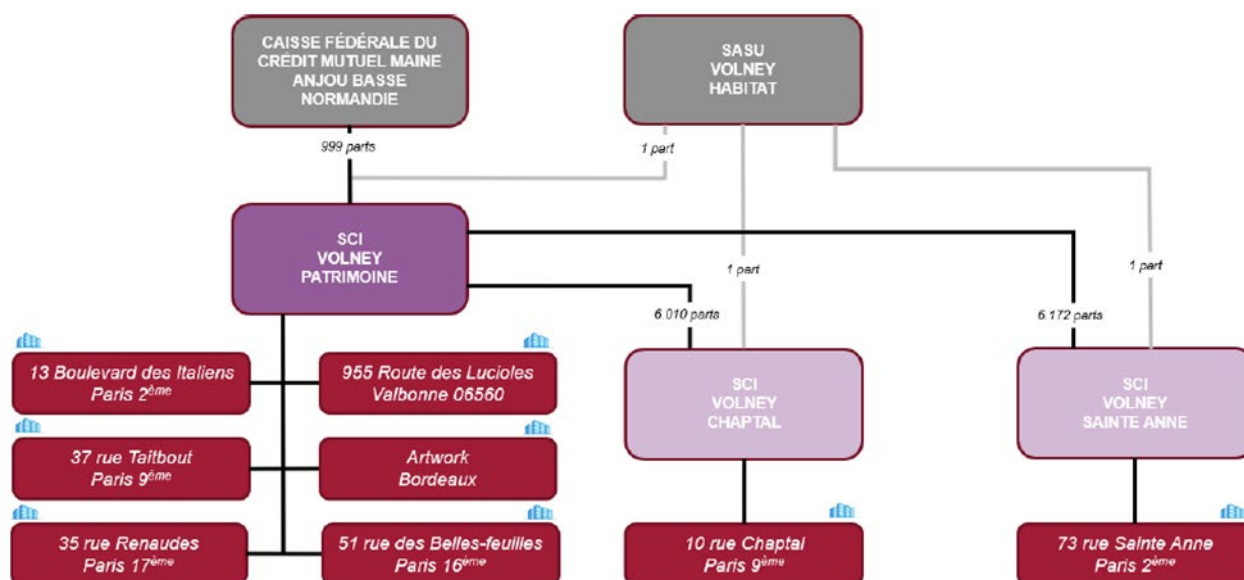 CAISSE FÉDÉRALE DU
CRÉDIT MUTUEL MAINE
ANJOU BASSE
NORMANDIE
SASU
VOLNEY
HABITAT
999 parts
1 part
SCI
VOLNEY
PATRIMOINE
1 part
1 part
6.010 parts
6.172 parts
13 Boulevard des Italiens
Paris 2ème
955 Route des Lucioles
Valbonne 06560
SCI
VOLNEY
CHAPTAL
SCI
VOLNEY
SAINTE ANNE
37 rue Taitbout
Paris 9ème
Artwork
Bordeaux
35 rue Renaudes
Paris 17ème
51 rue des Belles-feuilles
Paris 16ème
10 rue Chaptal
Paris 9ème
73 rue Sainte Anne
Paris 2ème